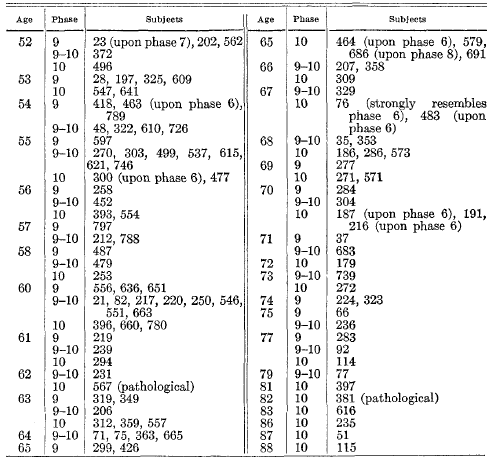 Age Phase Subjects
52 9 23 (upon phase 7), 202, 562
9–10 372
10 496
53 9 28, 197, 325, 609
10 547, 641
54 9 418, 463 (upon phase 6),
789
9–10 48, 322, 610, 726
55 9 597
9–10 270, 303, 499, 537, 615,
621, 746
10 300 (upon phase 6), 477
56 9 258
9–10 452
10 393, 554
57 9 797
9–10 212, 788
58 9 487
9–10 479
10 253
60 9 556, 636, 651
9–10 21, 82, 217, 220, 250, 546,
551, 663
10 396, 660, 780
61 9 219
9–10 239
10 294
62 9–10 231
10 567 (pathological)
63 9 319, 349
9–10 206
10 312, 359, 557
64 9–10 71, 75, 363, 665
65 9 299, 426
Age Phase Subjects
65 10 464 (upon phase 6), 579,
686 (upon phase 8), 691
66 9–10 207, 358
10 309
67 9–10 329
10 76 (strongly resembles
phase 6), 483 (upon
phase 6)
68 9–10 35, 353
10 186, 286, 573
69 9 277
10 271, 571
70 9 284
9–10 304
10 187 (upon phase 6), 191,
216 (upon phase 6)
71 9 37
9–10 683
72 10 179
73 9–10 739
10 272
74 9 224, 323
75 9 66
9–10 236
77 9 283
9–10 92
10 114
79 9–10 77
81 10 397
82 10 381 (pathological)
83 10 616
86 10 235
87 10 51
88 10 115